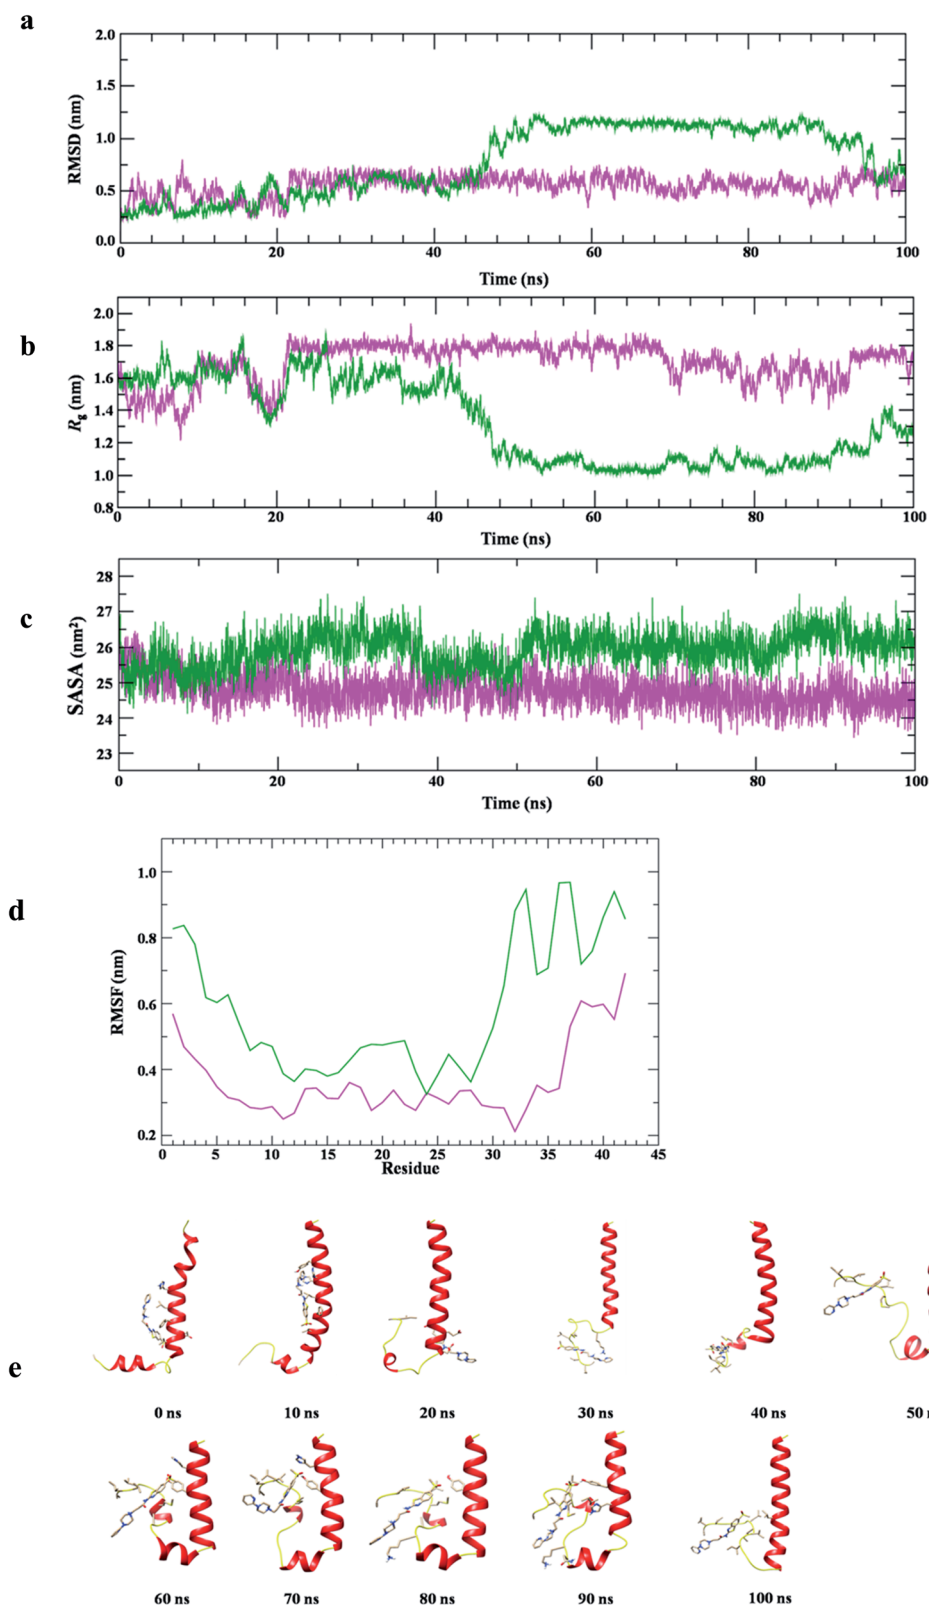 a
2.0
1.5
1.0
0.5
0.0
RMSD (nm)
0 20 40 60 80 100
Time (ns)
b
2.0
1.8
1.6
1.4
1.2
1.0
0.8
Rg (nm)
0 20 40 60 80 100
Time (ns)
c
28
27
26
25
24
23
SASA (nm²)
0 20 40 60 80 100
Time (ns)
d
1.0
0.8
0.6
0.4
0.2
RMSF (nm)
0 5 10 15 20 25 30 35 40 45
Residue
e
0 ns 10 ns 20 ns 30 ns 40 ns 50
60 ns 70 ns 80 ns 90 ns 100 ns